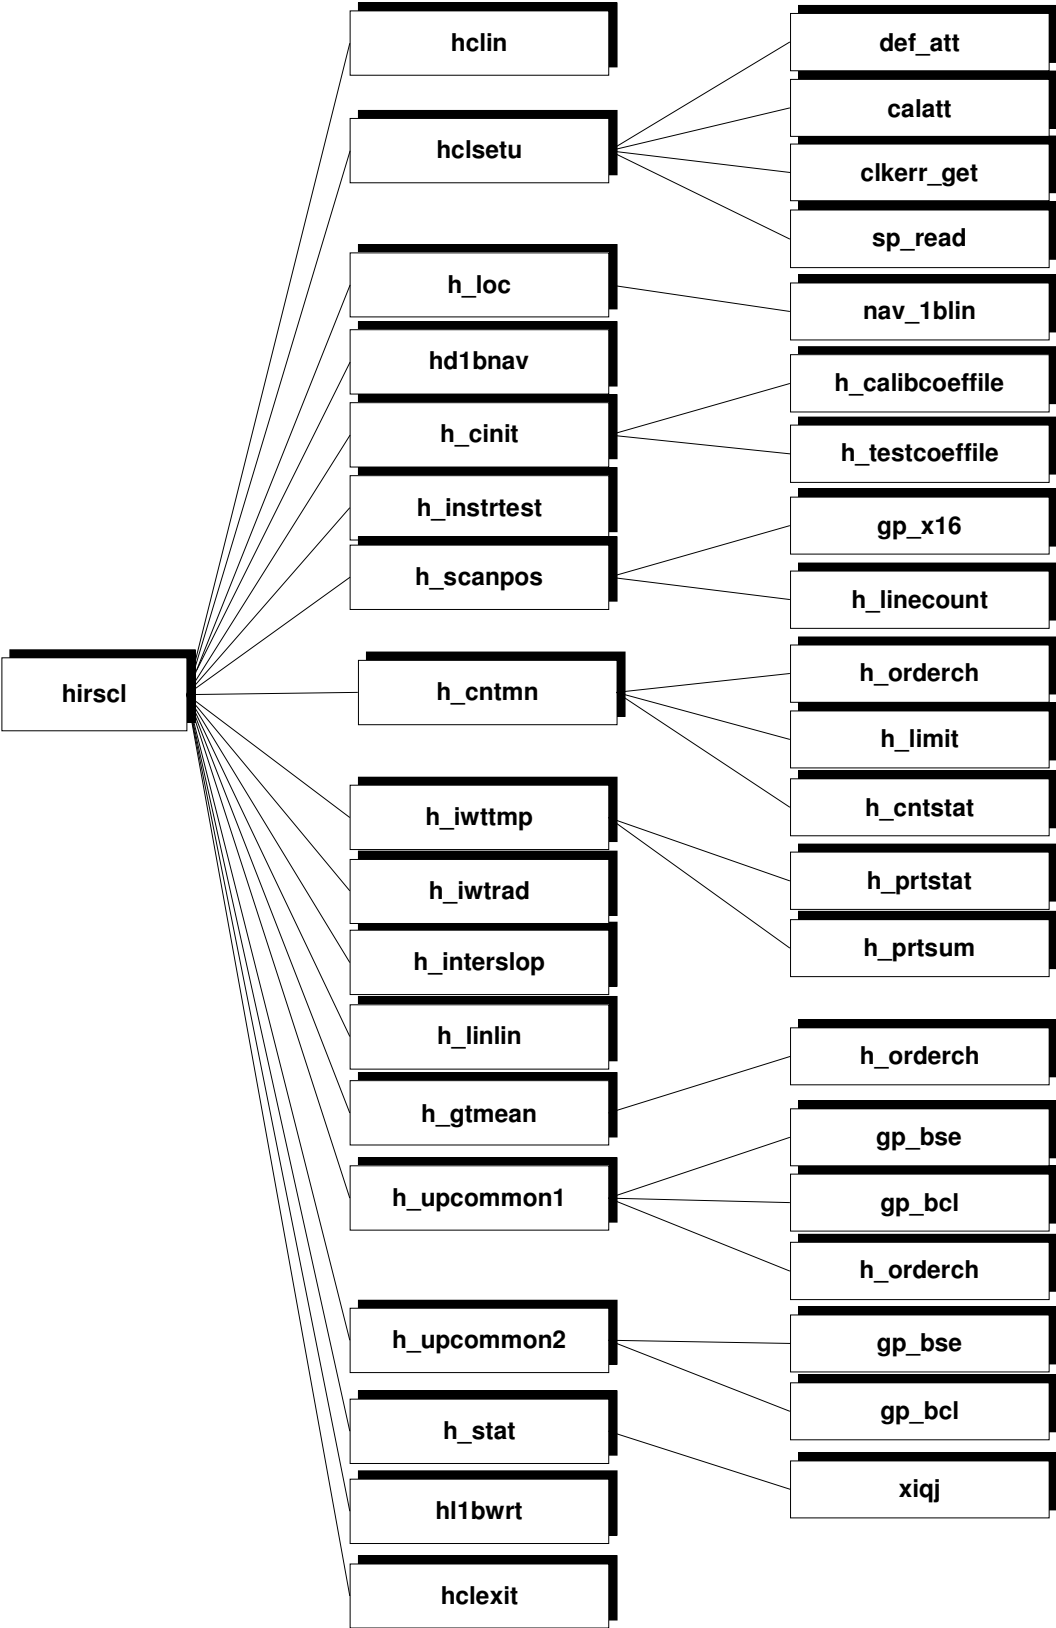 hirscl
hclin
hclsetu
def_att
calatt
clkerr_get
sp_read
h_loc
nav_1blin
hd1bnav
h_cinit
h_calibcoeffile
h_testcoeffile
h_instrtest
h_scanpos
gp_x16
h_linecount
h_cntmn
h_orderch
h_limit
h_cntstat
h_iwttmp
h_prtstat
h_prtsum
h_iwtrad
h_interslop
h_linlin
h_gtmean
h_orderch
h_upcommon1
gp_bse
gp_bcl
h_orderch
h_upcommon2
gp_bse
gp_bcl
h_stat
xiqj
hl1bwrt
hclexit